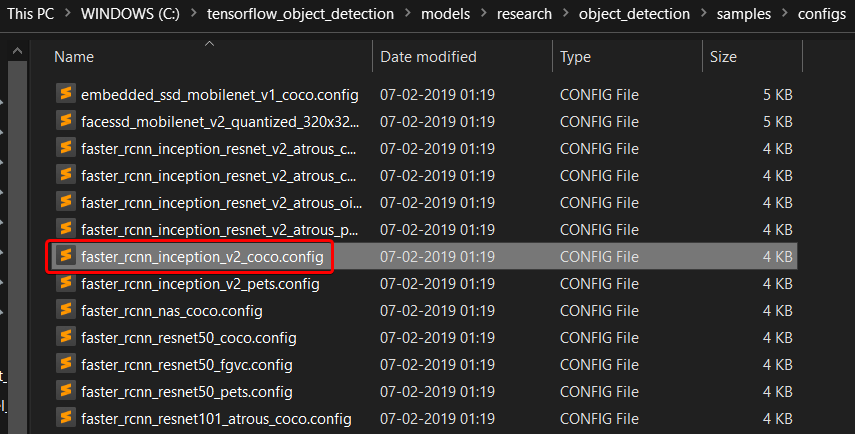 This PC > WINDOWS (C:) > tensorflow_object_detection > models > research > object_detection > samples > configs
Name Date modified Type Size
embedded_ssd_mobilenet_v1_coco.config 07-02-2019 01:19 CONFIG File 5 KB
facessd_mobilenet_v2_quantized_320x32... 07-02-2019 01:19 CONFIG File 5 KB
faster_rcnn_inception_resnet_v2_atrous_c... 07-02-2019 01:19 CONFIG File 4 KB
faster_rcnn_inception_resnet_v2_atrous_c... 07-02-2019 01:19 CONFIG File 4 KB
faster_rcnn_inception_resnet_v2_atrous_oi... 07-02-2019 01:19 CONFIG File 4 KB
faster_rcnn_inception_resnet_v2_atrous_p... 07-02-2019 01:19 CONFIG File 4 KB
faster_rcnn_inception_v2_coco.config 07-02-2019 01:19 CONFIG File 4 KB
faster_rcnn_inception_v2_pets.config 07-02-2019 01:19 CONFIG File 4 KB
faster_rcnn_nas_coco.config 07-02-2019 01:19 CONFIG File 4 KB
faster_rcnn_resnet50_coco.config 07-02-2019 01:19 CONFIG File 4 KB
faster_rcnn_resnet50_fgvc.config 07-02-2019 01:19 CONFIG File 4 KB
faster_rcnn_resnet50_pets.config 07-02-2019 01:19 CONFIG File 4 KB
faster_rcnn_resnet101_atrous_coco.config 07-02-2019 01:19 CONFIG File 4 KB